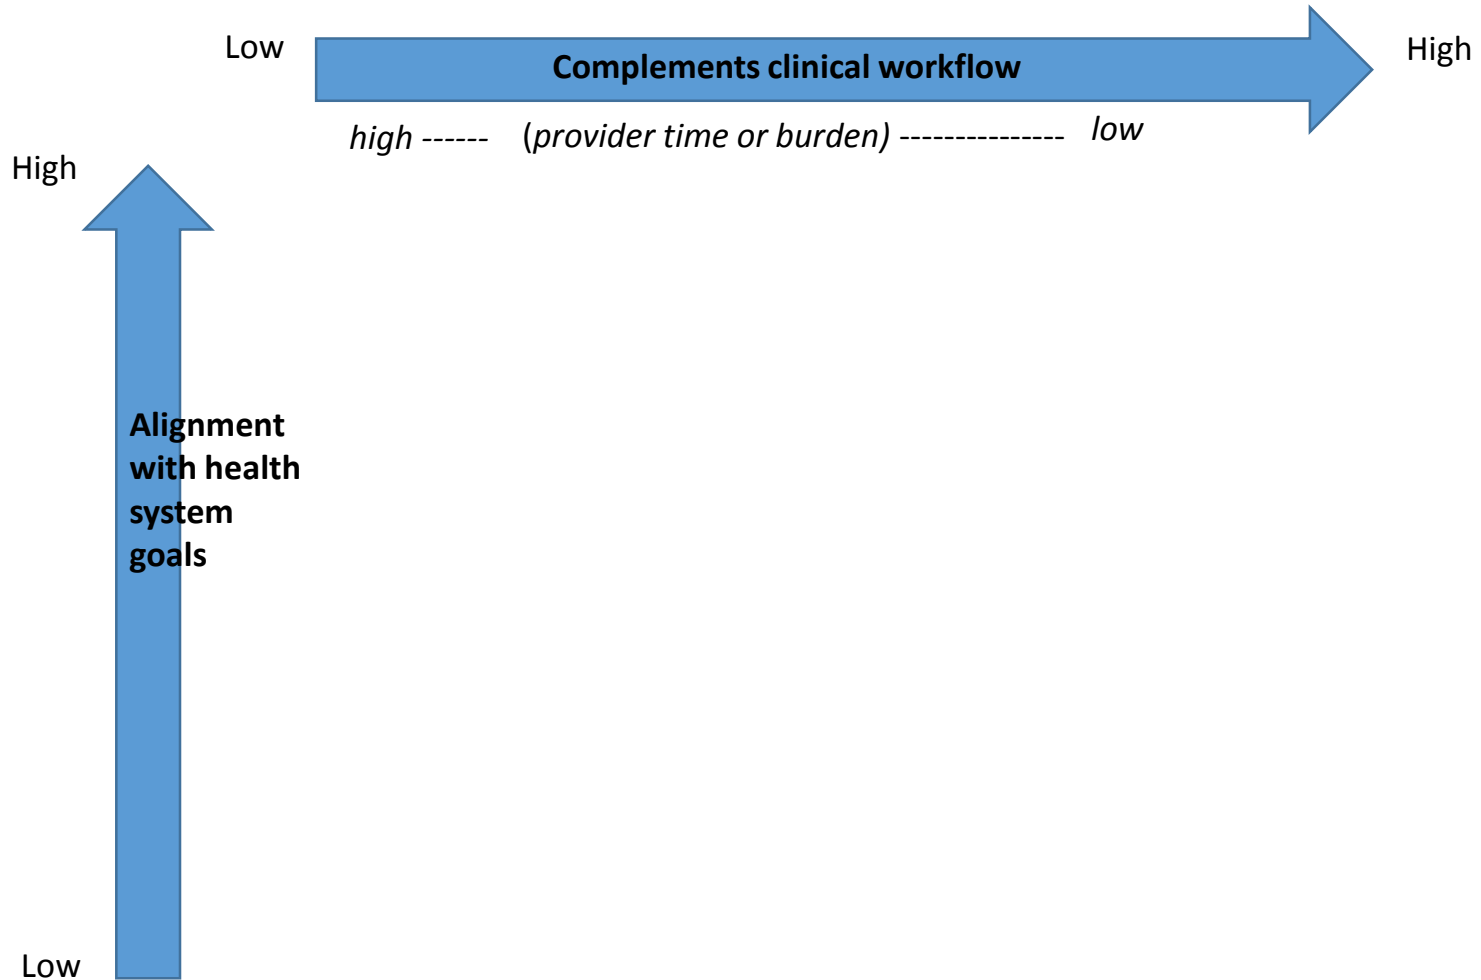 Low Complements clinical workflow High
high ------ (provider time or burden) --------------- low
High
Alignment
with health
system
goals
Low